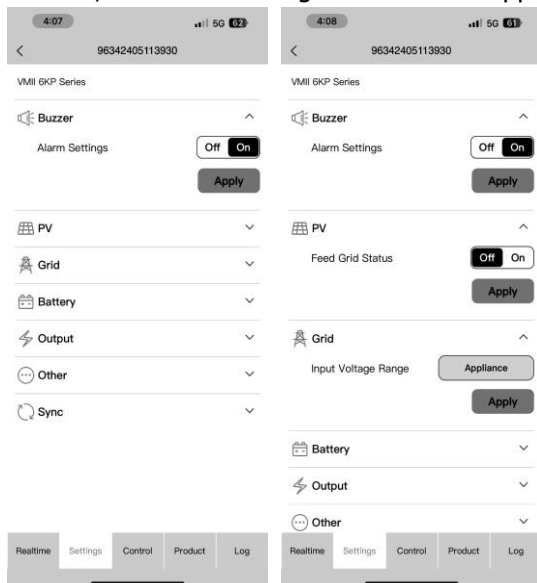 4:07
5G 62
96342405113930
VMII 6KP Series
Buzzer
Alarm Settings
Off On
Apply
PV
Grid
Battery
Output
Other
Sync
Realtime Settings Control Product Log
4:08
5G 61
96342405113930
VMII 6KP Series
Buzzer
Alarm Settings
Off On
Apply
PV
Feed Grid Status
Off On
Apply
Grid
Input Voltage Range
Appliance
Apply
Battery
Output
Other
Realtime Settings Control Product Log